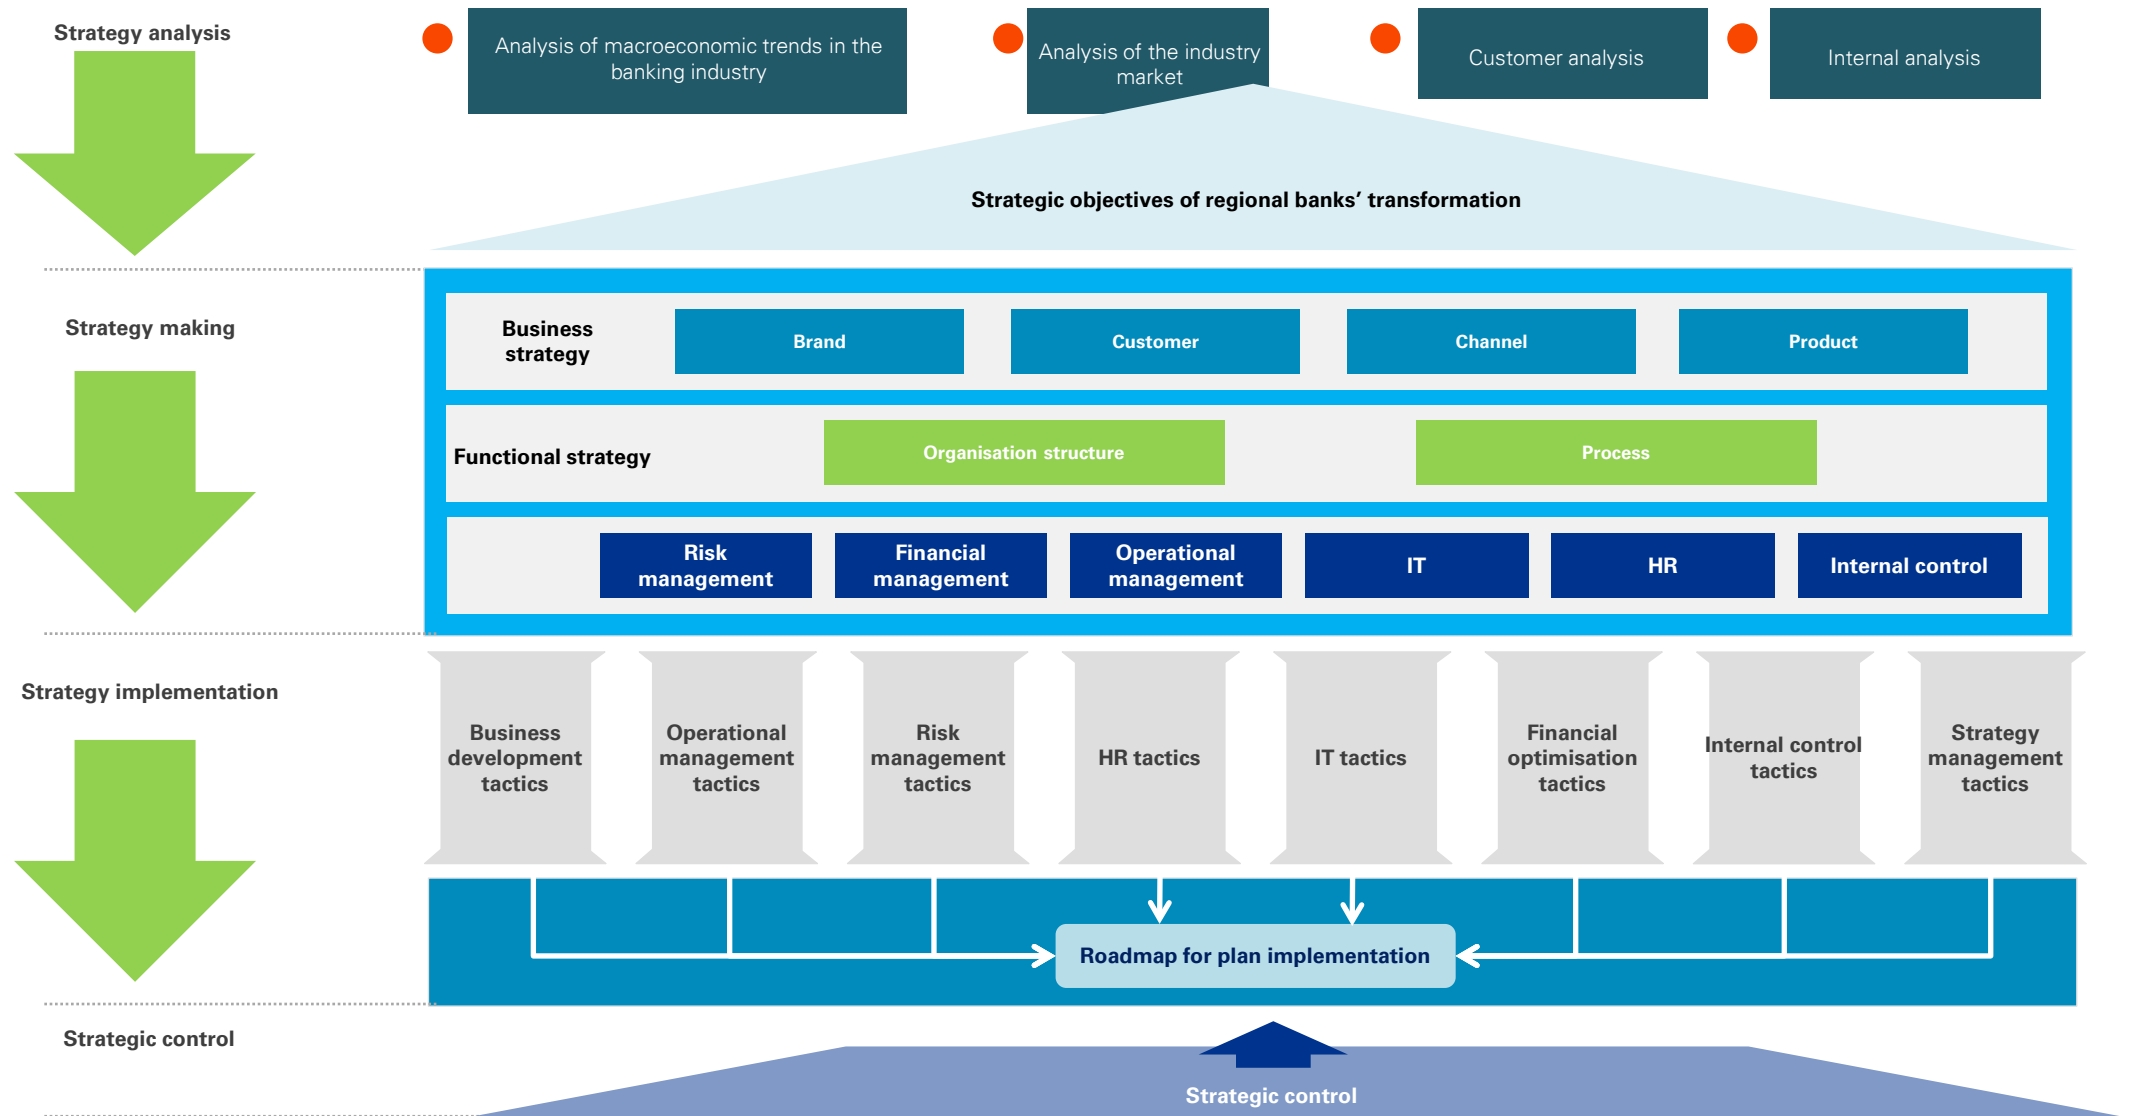 Strategy analysis
Analysis of macroeconomic trends in the
banking industry
Analysis of the industry
market
Customer analysis
Internal analysis
Strategic objectives of regional banks’ transformation
Strategy making
Business
strategy
Brand
Customer
Channel
Product
Functional strategy
Organisation structure
Process
Risk
management
Financial
management
Operational
management
IT
HR
Internal control
Strategy implementation
Business
development
tactics
Operational
management
tactics
Risk
management
tactics
HR tactics
IT tactics
Financial
optimisation
tactics
Internal control
tactics
Strategy
management
tactics
Roadmap for plan implementation
Strategic control
Strategic control